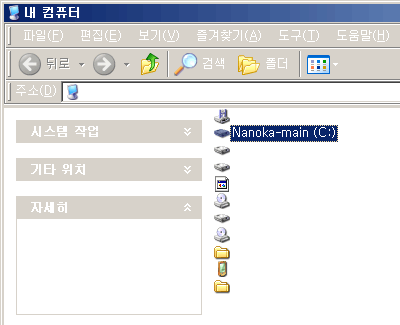 내 컴퓨터
파일(F) 편집(E) 보기(V) 즐겨찾기(A) 도구(T) 도움말(H)
뒤로 검색 폴더
주소(D)
시스템 작업
Nanoka-main (C:)
기타 위치
자세히